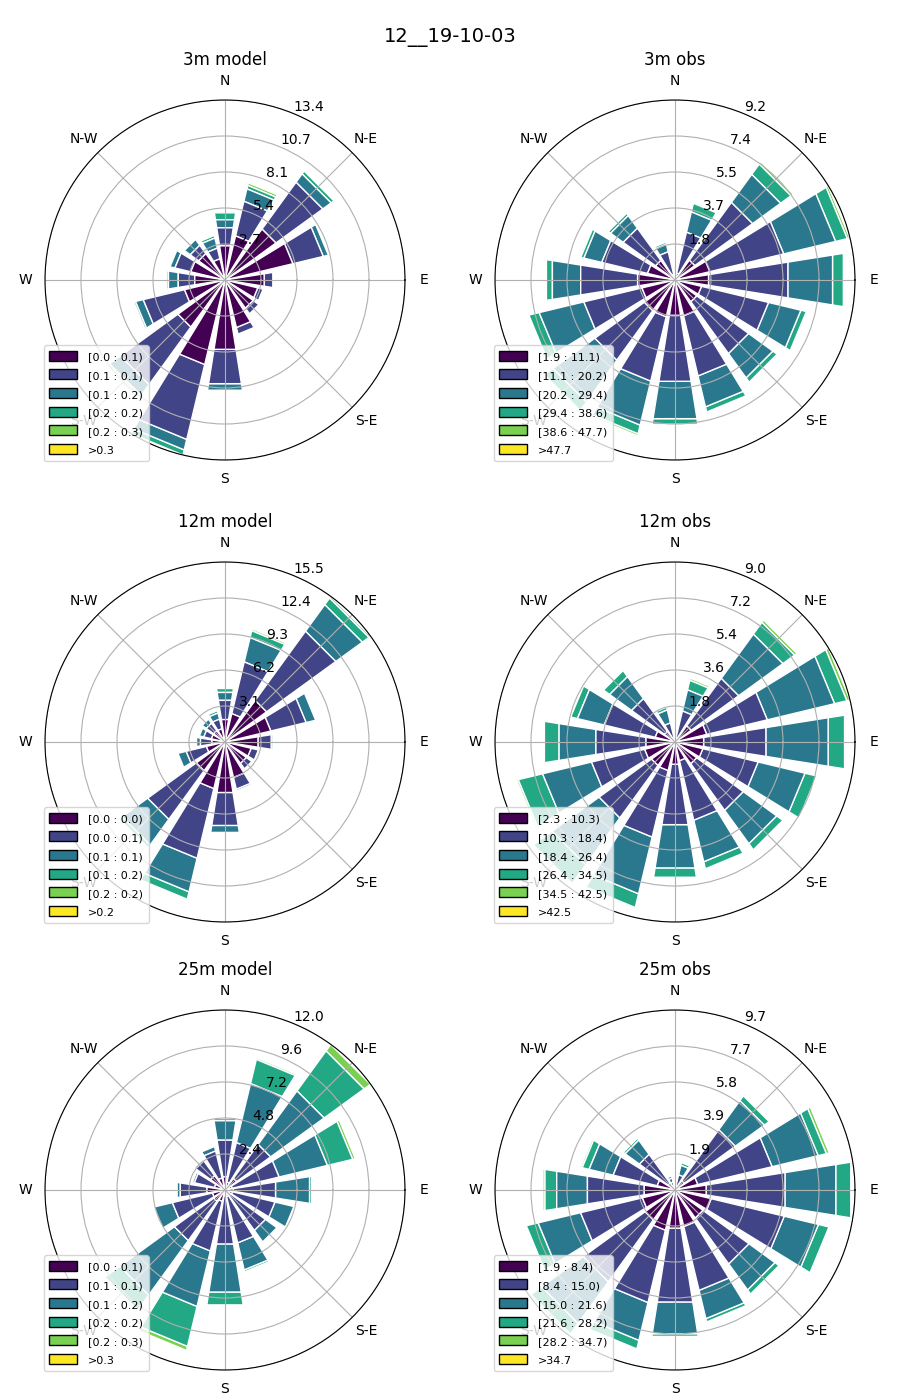 12__19-10-03
3m model
N
N-E
E
S-E
S
S-W
W
N-W
13.4
10.7
8.1
5.4
2.7
[0.0 : 0.1)
[0.1 : 0.1)
[0.1 : 0.2)
[0.2 : 0.2)
[0.2 : 0.3)
>0.3
3m obs
N
N-E
E
S-E
S
S-W
W
N-W
9.2
7.4
5.5
3.7
1.8
[1.9 : 11.1)
[11.1 : 20.2)
[20.2 : 29.4)
[29.4 : 38.6)
[38.6 : 47.7)
>47.7
12m model
N
N-E
E
S-E
S
S-W
W
N-W
15.5
12.4
9.3
6.2
3.1
[0.0 : 0.0)
[0.0 : 0.1)
[0.1 : 0.1)
[0.1 : 0.2)
[0.2 : 0.2)
>0.2
12m obs
N
N-E
E
S-E
S
W
N-W
9.0
7.2
5.4
3.6
1.8
[2.3 : 10.3)
[10.3 : 18.4)
[18.4 : 26.4)
[26.4 : 34.5)
[34.5 : 42.5)
>42.5
25m model
N
N-E
E
S-E
S
S-W
W
N-W
12.0
9.6
7.2
4.8
2.4
[0.0 : 0.1)
[0.1 : 0.1)
[0.1 : 0.2)
[0.2 : 0.2)
[0.2 : 0.3)
>0.3
25m obs
N
N-E
E
S-E
S
W
N-W
9.7
7.7
5.8
3.9
1.9
[1.9 : 8.4)
[8.4 : 15.0)
[15.0 : 21.6)
[21.6 : 28.2)
[28.2 : 34.7)
>34.7